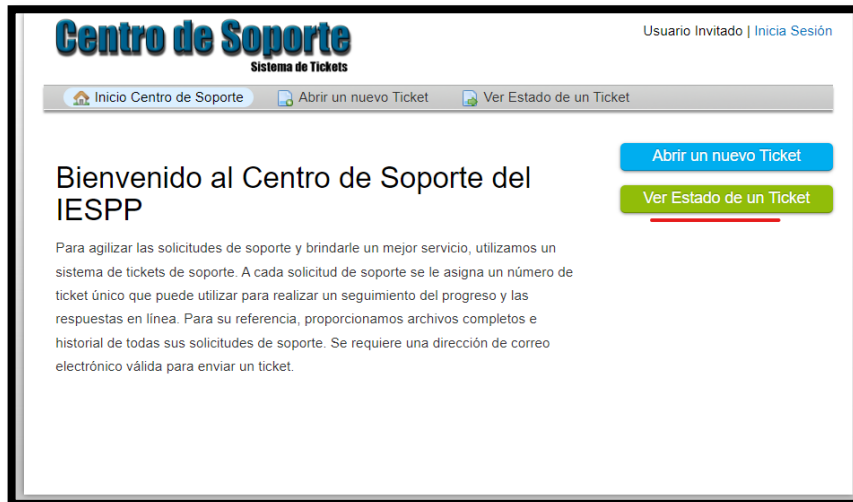 Centro de Soporte
Sistema de Tickets
Usuario Invitado | Inicia Sesión
Inicio Centro de Soporte
Abrir un nuevo Ticket
Ver Estado de un Ticket
Abrir un nuevo Ticket
Ver Estado de un Ticket
Bienvenido al Centro de Soporte del
IESPP
Para agilizar las solicitudes de soporte y brindarle un mejor servicio, utilizamos un
sistema de tickets de soporte. A cada solicitud de soporte se le asigna un número de
ticket único que puede utilizar para realizar un seguimiento del progreso y las
respuestas en línea. Para su referencia, proporcionamos archivos completos e
historial de todas sus solicitudes de soporte. Se requiere una dirección de correo
electrónico válida para enviar un ticket.